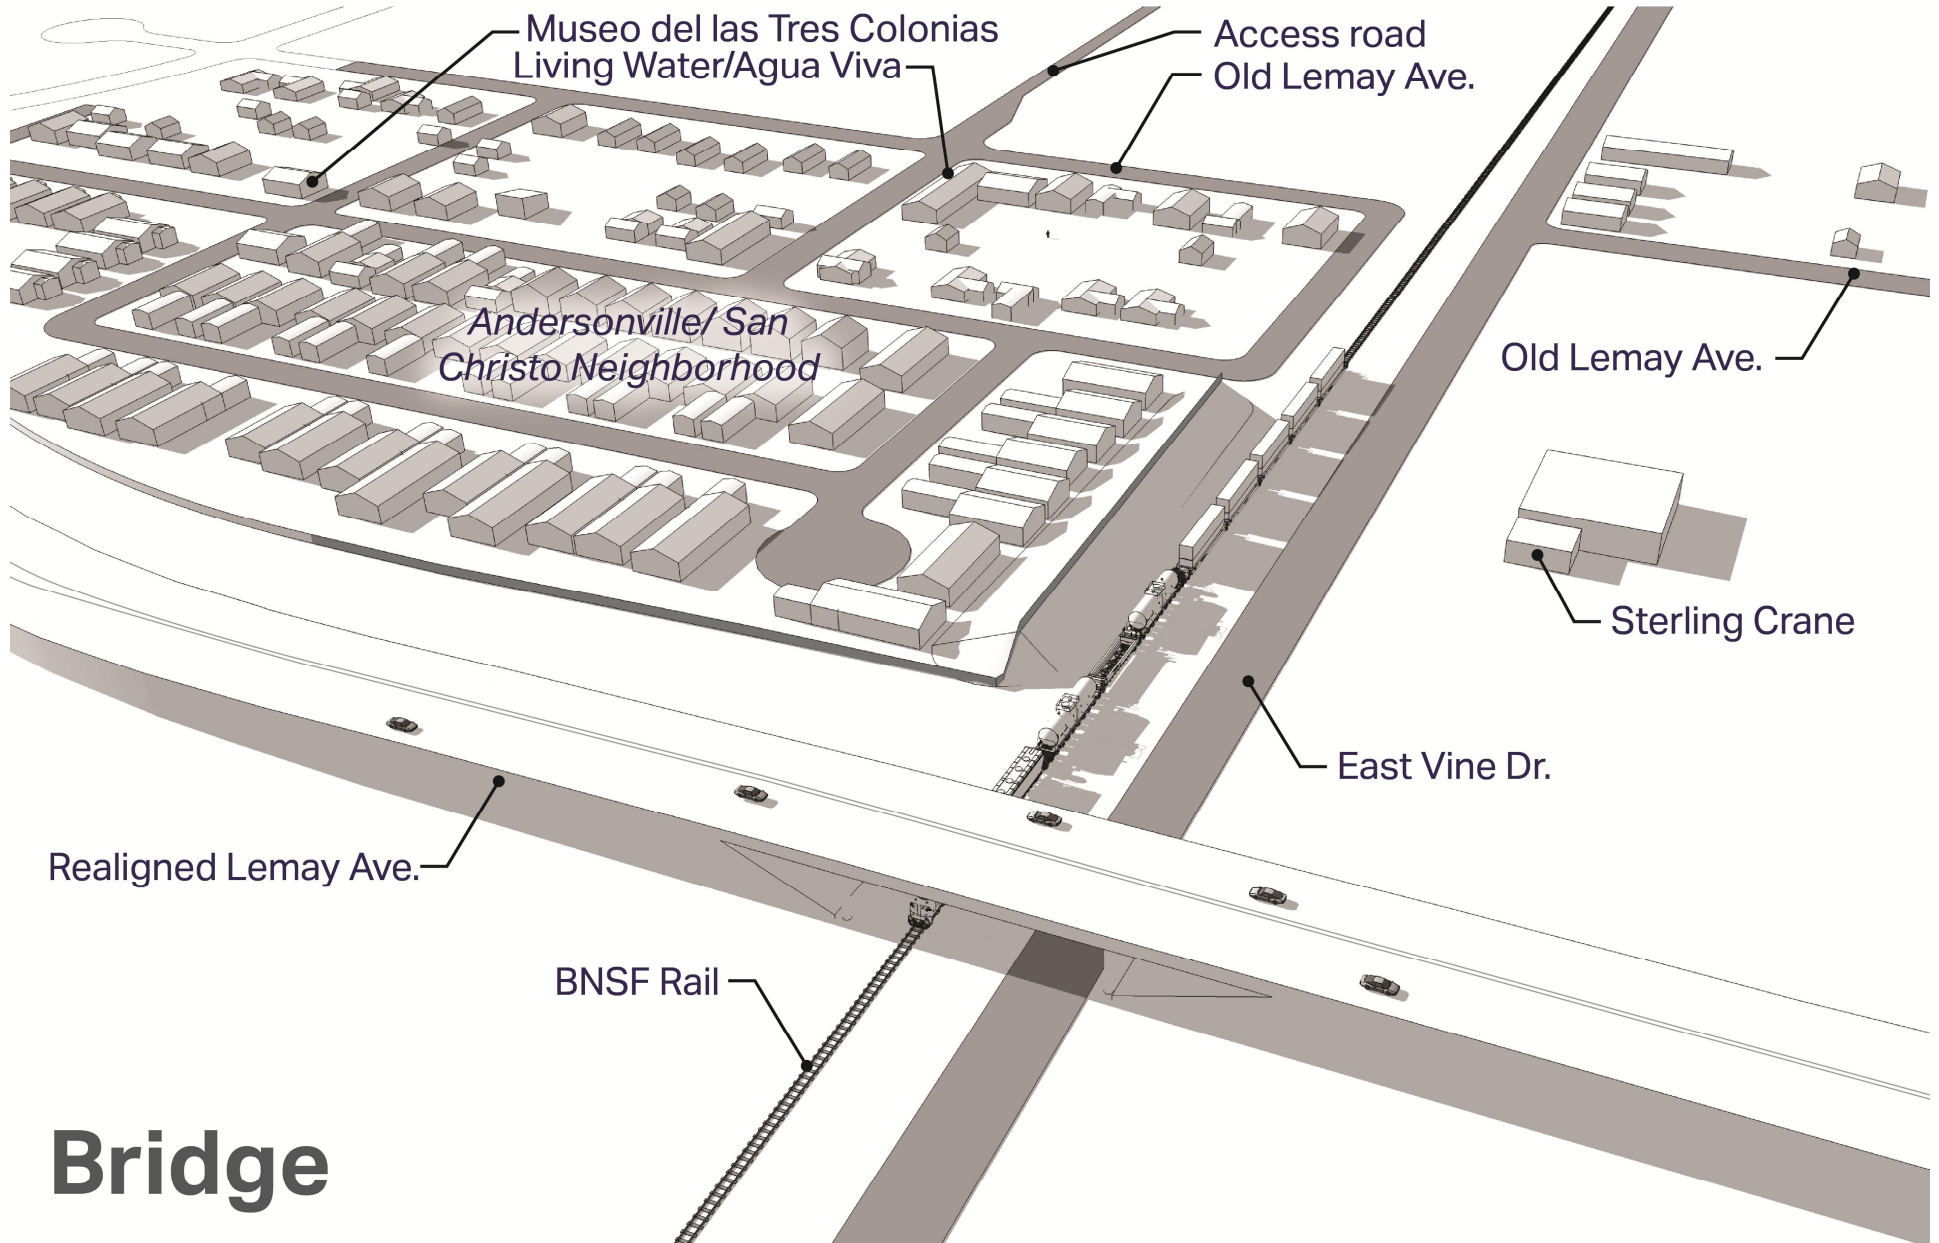 Museo del las Tres Colonias
Living Water/Agua Viva
Access road
Old Lemay Ave.
Andersonville/ San
Christo Neighborhood
Old Lemay Ave.
Sterling Crane
East Vine Dr.
Realigned Lemay Ave.
BNSF Rail
Bridge